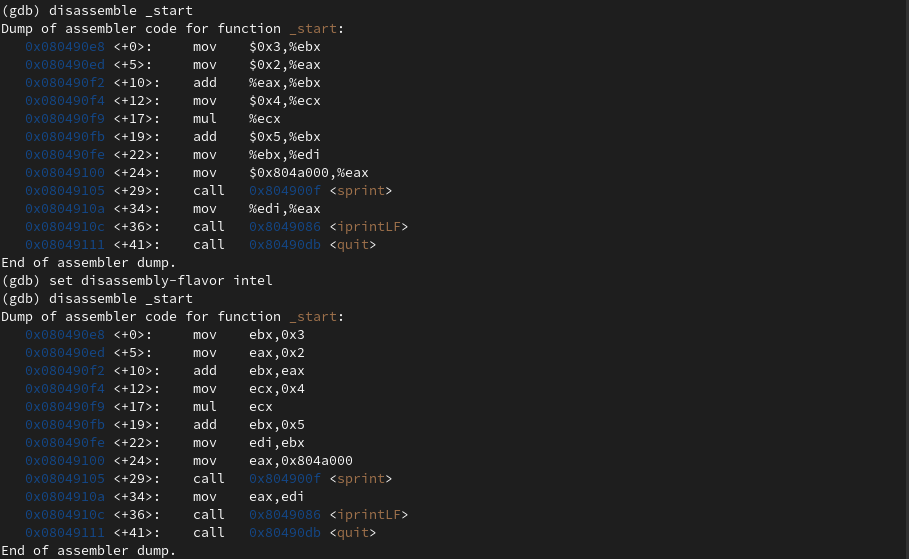 (gdb) disassemble _start
Dump of assembler code for function _start:
   0x080490e8 <+0>:     mov    $0x3,%ebx
   0x080490ed <+5>:     mov    $0x2,%eax
   0x080490f2 <+10>:    add    %eax,%ebx
   0x080490f4 <+12>:    mov    $0x4,%ecx
   0x080490f9 <+17>:    mul    %ecx
   0x080490fb <+19>:    add    $0x5,%ebx
   0x080490fe <+22>:    mov    %ebx,%edi
   0x08049100 <+24>:    mov    $0x804a000,%eax
   0x08049105 <+29>:    call   0x804900f <sprint>
   0x0804910a <+34>:    mov    %edi,%eax
   0x0804910c <+36>:    call   0x8049086 <iprintLF>
   0x08049111 <+41>:    call   0x80490db <quit>
End of assembler dump.
(gdb) set disassembly-flavor intel
(gdb) disassemble _start
Dump of assembler code for function _start:
   0x080490e8 <+0>:     mov    ebx,0x3
   0x080490ed <+5>:     mov    eax,0x2
   0x080490f2 <+10>:    add    ebx,eax
   0x080490f4 <+12>:    mov    ecx,0x4
   0x080490f9 <+17>:    mul    ecx
   0x080490fb <+19>:    add    ebx,0x5
   0x080490fe <+22>:    mov    edi,ebx
   0x08049100 <+24>:    mov    eax,0x804a000
   0x08049105 <+29>:    call   0x804900f <sprint>
   0x0804910a <+34>:    mov    eax,edi
   0x0804910c <+36>:    call   0x8049086 <iprintLF>
   0x08049111 <+41>:    call   0x80490db <quit>
End of assembler dump.